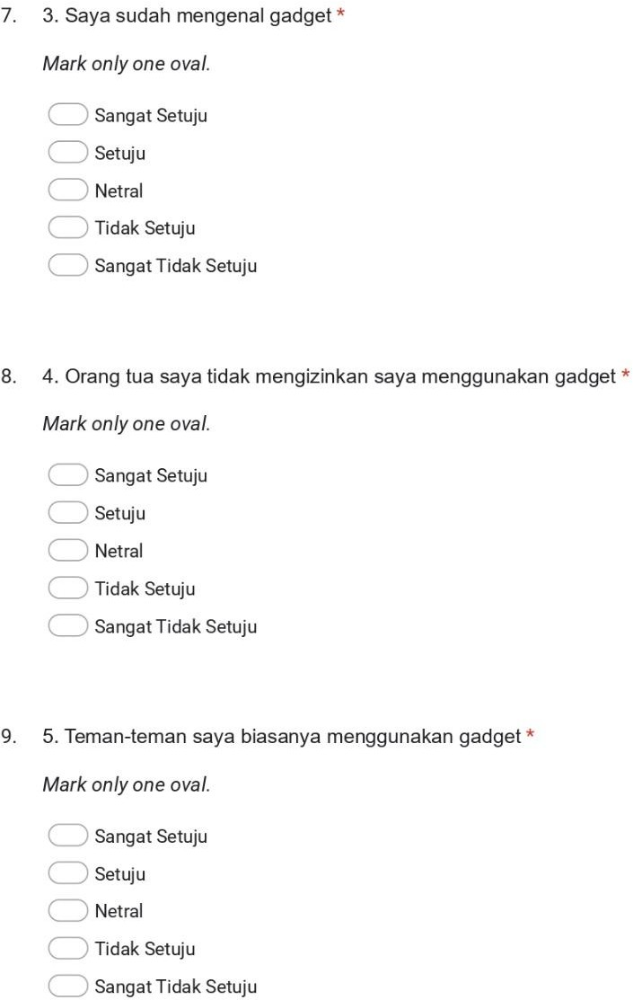 7. 3. Saya sudah mengenal gadget *
Mark only one oval.
Sangat Setuju
Setuju
Netral
Tidak Setuju
Sangat Tidak Setuju
8. 4. Orang tua saya tidak mengizinkan saya menggunakan gadget *
Mark only one oval.
Sangat Setuju
Setuju
Netral
Tidak Setuju
Sangat Tidak Setuju
9. 5. Teman-teman saya biasanya menggunakan gadget *
Mark only one oval.
Sangat Setuju
Setuju
Netral
Tidak Setuju
Sangat Tidak Setuju